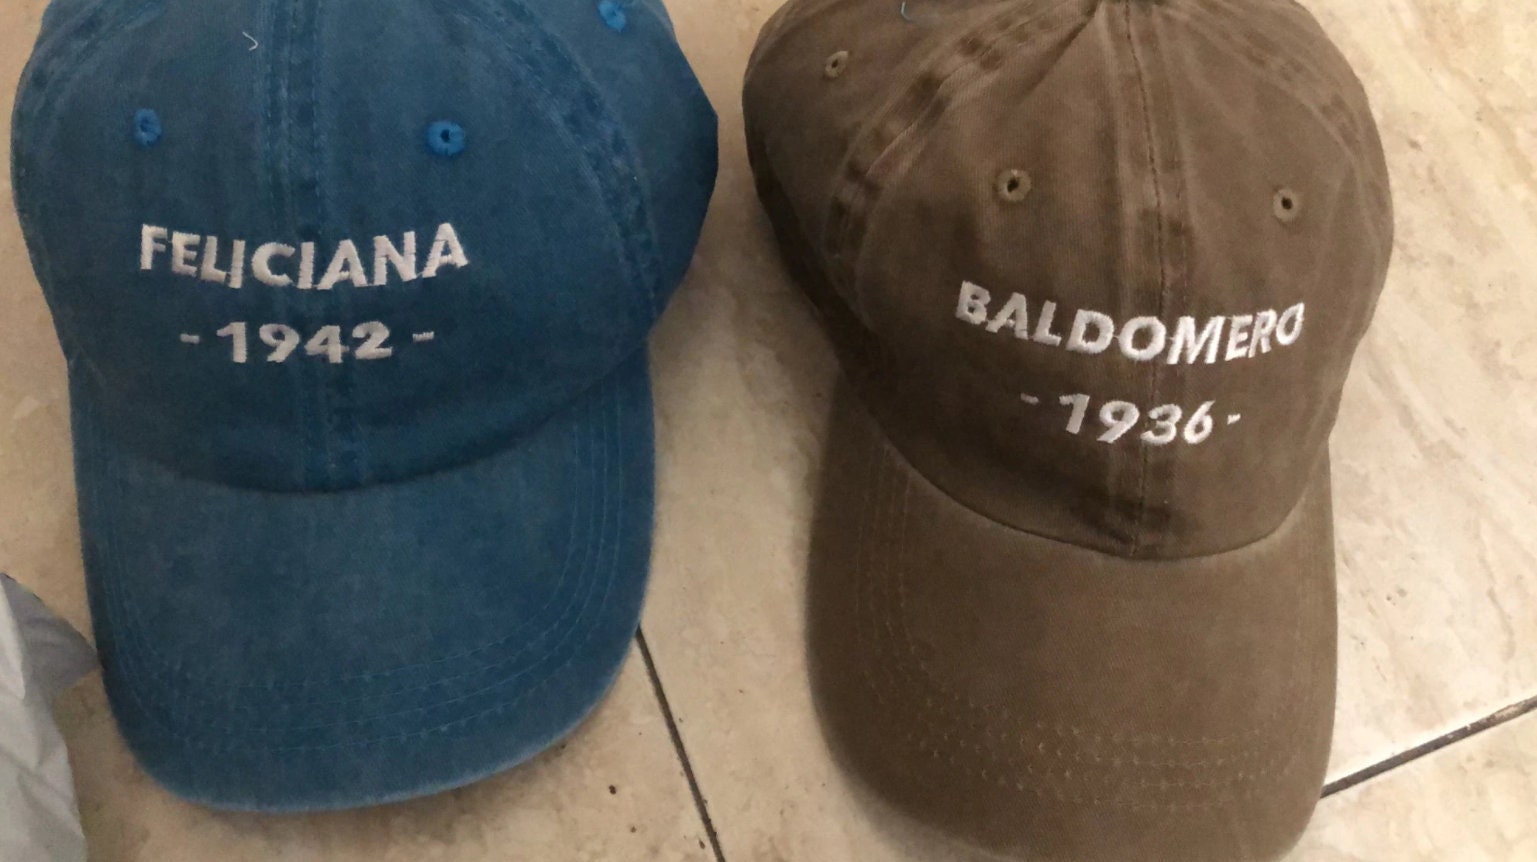 FELICIANA
- 1942 -
BALDOMERO
- 1936 -